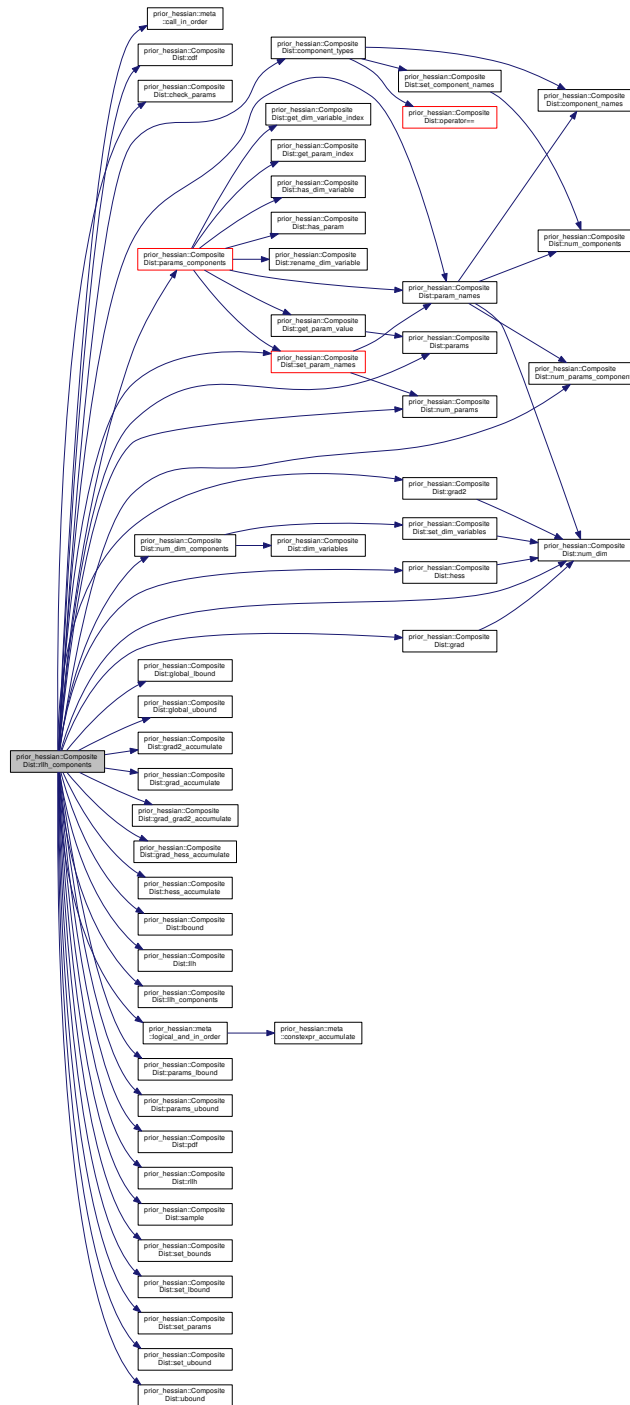 prior_hessian::meta
::call_in_order
prior_hessian::Composite
Dist::cdf
prior_hessian::Composite
Dist::check_params
prior_hessian::Composite
Dist::component_types
prior_hessian::Composite
Dist::set_component_names
prior_hessian::Composite
Dist::component_names
prior_hessian::Composite
Dist::get_dim_variable_index
prior_hessian::Composite
Dist::operator==
prior_hessian::Composite
Dist::get_param_index
prior_hessian::Composite
Dist::has_dim_variable
prior_hessian::Composite
Dist::has_param
prior_hessian::Composite
Dist::num_components
prior_hessian::Composite
Dist::params_components
prior_hessian::Composite
Dist::rename_dim_variable
prior_hessian::Composite
Dist::param_names
prior_hessian::Composite
Dist::get_param_value
prior_hessian::Composite
Dist::params
prior_hessian::Composite
Dist::set_param_names
prior_hessian::Composite
Dist::num_params_components
prior_hessian::Composite
Dist::num_params
prior_hessian::Composite
Dist::grad2
prior_hessian::Composite
Dist::set_dim_variables
prior_hessian::Composite
Dist::num_dim_components
prior_hessian::Composite
Dist::dim_variables
prior_hessian::Composite
Dist::num_dim
prior_hessian::Composite
Dist::hess
prior_hessian::Composite
Dist::grad
prior_hessian::Composite
Dist::global_lbound
prior_hessian::Composite
Dist::global_ubound
prior_hessian::Composite
Dist::grad2_accumulate
prior_hessian::Composite
Dist::rllh_components
prior_hessian::Composite
Dist::grad_accumulate
prior_hessian::Composite
Dist::grad_grad2_accumulate
prior_hessian::Composite
Dist::grad_hess_accumulate
prior_hessian::Composite
Dist::hess_accumulate
prior_hessian::Composite
Dist::lbound
prior_hessian::Composite
Dist::llh
prior_hessian::Composite
Dist::llh_components
prior_hessian::meta
::logical_and_in_order
prior_hessian::meta
::constexpr_accumulate
prior_hessian::Composite
Dist::params_lbound
prior_hessian::Composite
Dist::params_ubound
prior_hessian::Composite
Dist::pdf
prior_hessian::Composite
Dist::rllh
prior_hessian::Composite
Dist::sample
prior_hessian::Composite
Dist::set_bounds
prior_hessian::Composite
Dist::set_lbound
prior_hessian::Composite
Dist::set_params
prior_hessian::Composite
Dist::set_ubound
prior_hessian::Composite
Dist::ubound